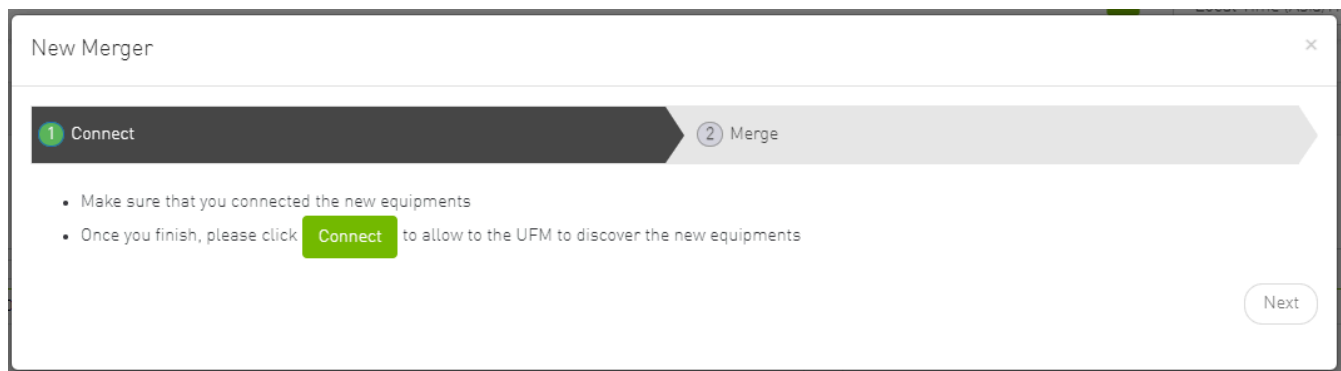 New Merger
×
1 Connect
2 Merge
• Make sure that you connected the new equipments
• Once you finish, please click Connect to allow to the UFM to discover the new equipments
Next